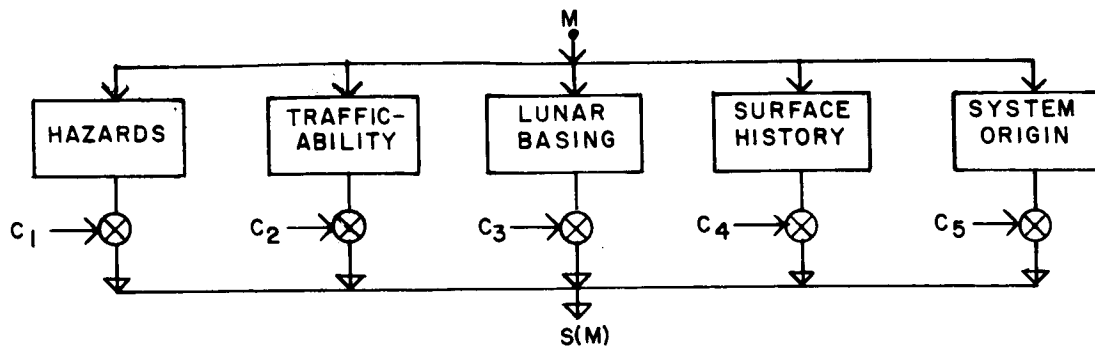 M
HAZARDS
TRAFFIC-
ABILITY
LUNAR
BASING
SURFACE
HISTORY
SYSTEM
ORIGIN
C1
C2
C3
C4
C5
S(M)